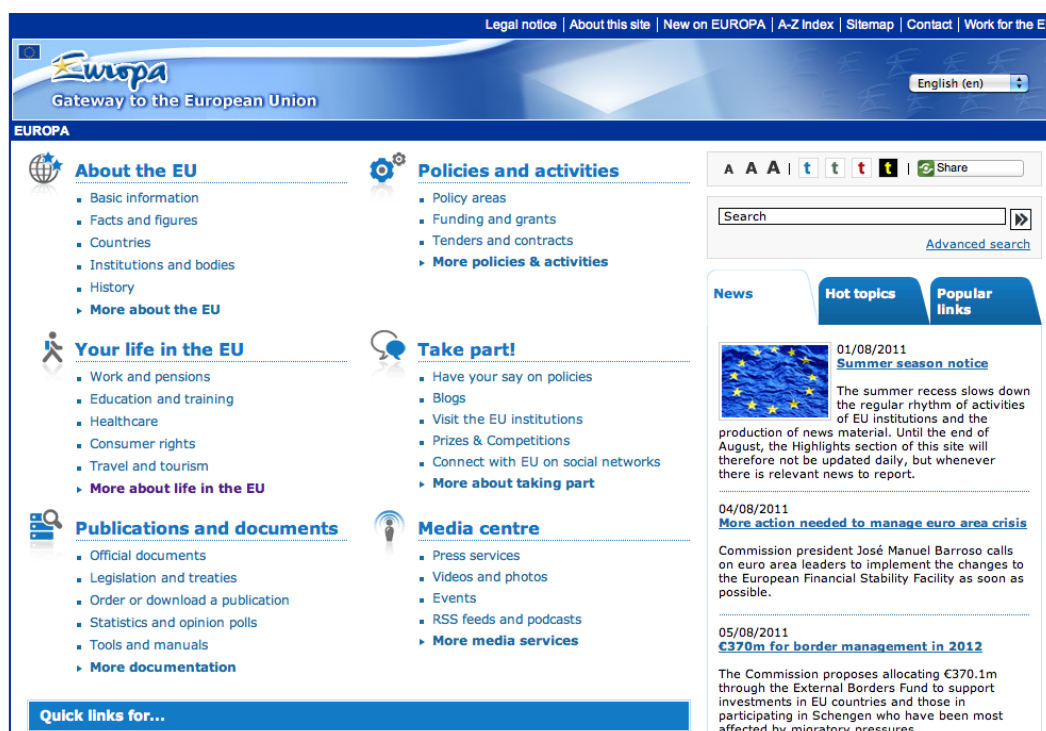 Legal notice | About this site | New on EUROPA | A-Z Index | Sitemap | Contact | Work for the E
Europa
Gateway to the European Union
English (en)
EUROPA
About the EU
Basic information
Facts and figures
Countries
Institutions and bodies
History
More about the EU
Policies and activities
Policy areas
Funding and grants
Tenders and contracts
More policies & activities
Your life in the EU
Work and pensions
Education and training
Healthcare
Consumer rights
Travel and tourism
More about life in the EU
Take part!
Have your say on policies
Blogs
Visit the EU institutions
Prizes & Competitions
Connect with EU on social networks
More about taking part
Publications and documents
Official documents
Legislation and treaties
Order or download a publication
Statistics and opinion polls
Tools and manuals
More documentation
Media centre
Press services
Videos and photos
Events
RSS feeds and podcasts
More media services
Quick links for...
A A A | t t t t | Share
Search
Advanced search
News
Hot topics
Popular
links
01/08/2011
Summer season notice
The summer recess slows down
the regular rhythm of activities
of EU institutions and the
production of news material. Until the end of
August, the Highlights section of this site will
therefore not be updated daily, but whenever
there is relevant news to report.
04/08/2011
More action needed to manage euro area crisis
Commission president José Manuel Barroso calls
on euro area leaders to implement the changes to
the European Financial Stability Facility as soon as
possible.
05/08/2011
€370m for border management in 2012
The Commission proposes allocating €370.1m
through the External Borders Fund to support
investments in EU countries and those in
participating in Schengen who have been most
affected by migratory pressures.